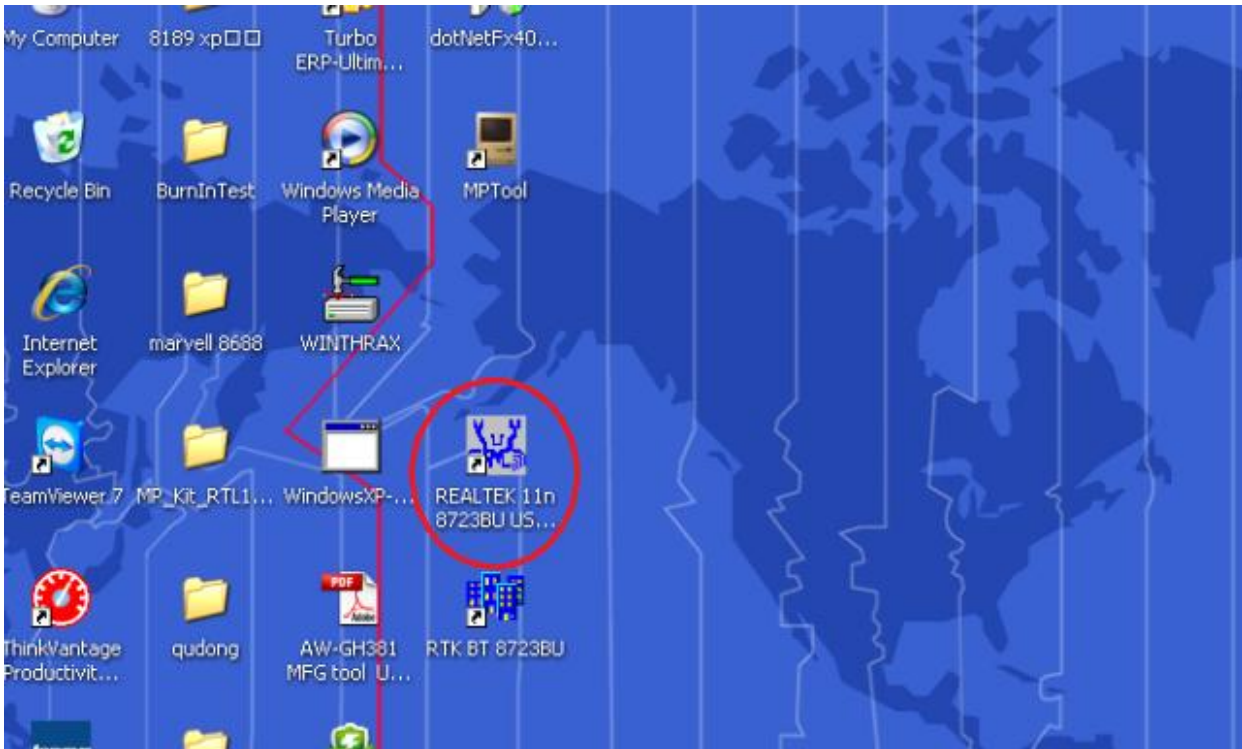 My Computer
8189 xp□□
Turbo
ERP-Ultim...
dotNetFx40...
Recycle Bin
BurnInTest
Windows Media
Player
MPTool
Internet
Explorer
marvell 8688
WINTHRAX
TeamViewer 7
MP_Kit_RTL1...
WindowsXP-...
REALTEK 11n
8723BU US...
ThinkVantage
Productivit...
qudong
PDF
Adobe
AW-GH381
MFG tool U...
RTK BT 8723BU